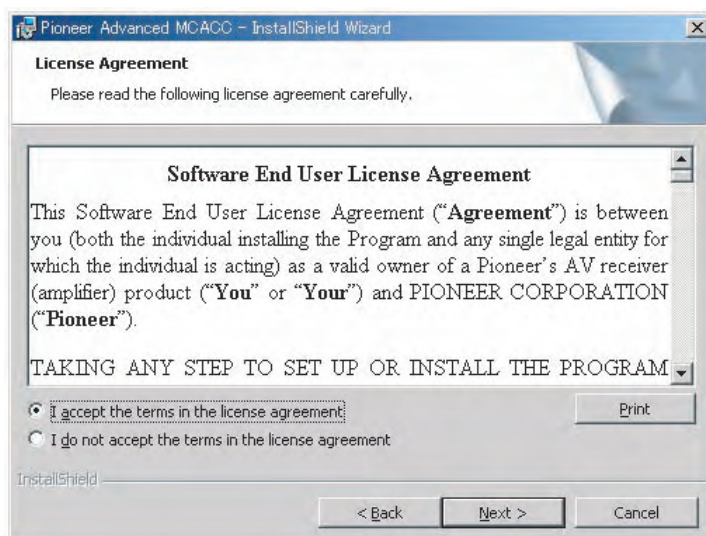 Pioneer Advanced MCACC - InstallShield Wizard
License Agreement
Please read the following license agreement carefully.
Software End User License Agreement
This Software End User License Agreement (“Agreement”) is between
you (both the individual installing the Program and any single legal entity for
which the individual is acting) as a valid owner of a Pioneer's AV receiver
(amplifier) product (“You” or “Your”) and PIONEER CORPORATION
(“Pioneer”).
TAKING ANY STEP TO SET UP OR INSTALL THE PROGRAM
I accept the terms in the license agreement
Print
I do not accept the terms in the license agreement
InstallShield
< Back
Next >
Cancel